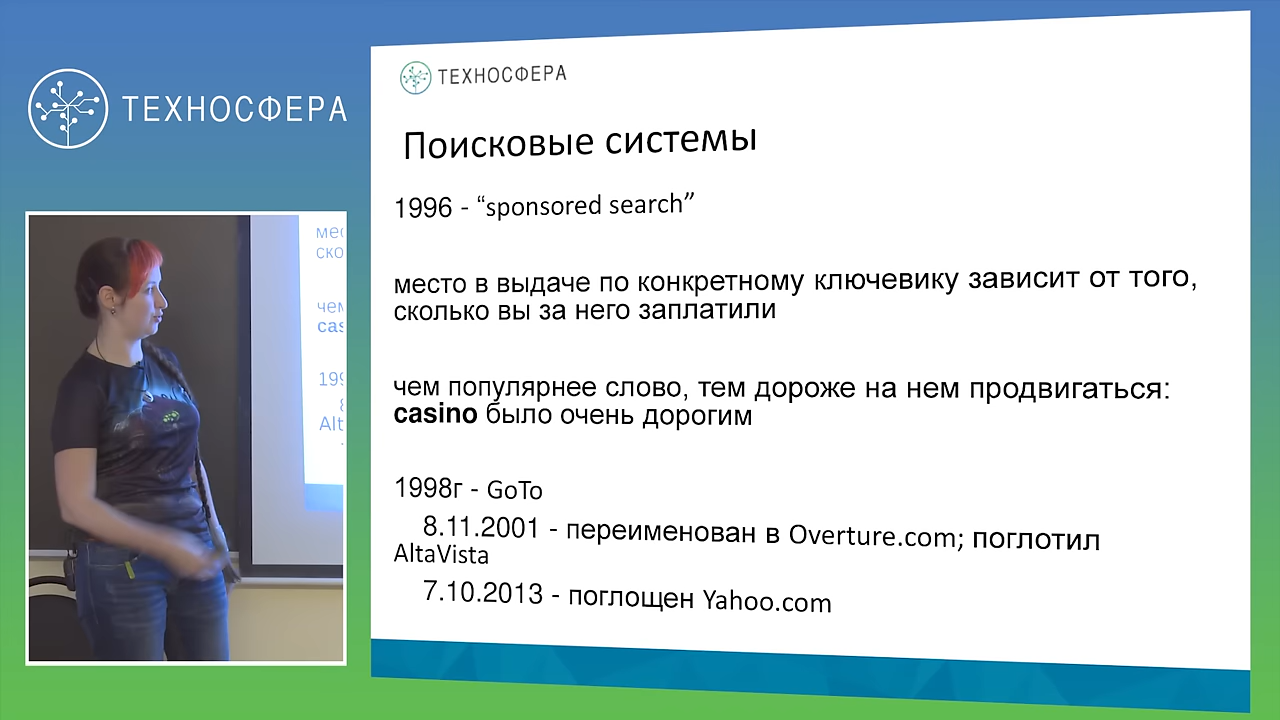 ТЕХНОСФЕРА
ТЕХНОСФЕРА
Поисковые системы
1996 - “sponsored search”
место в выдаче по конкретному ключевику зависит от того,
сколько вы за него заплатили
чем популярнее слово, тем дороже на нем продвигаться:
casino было очень дорогим
1998г - GoTo
8.11.2001 - переименован в Overture.com; поглотил
AltaVista
7.10.2013 - поглощен Yahoo.com
мес
ско
чем
cas
199
8
Alt